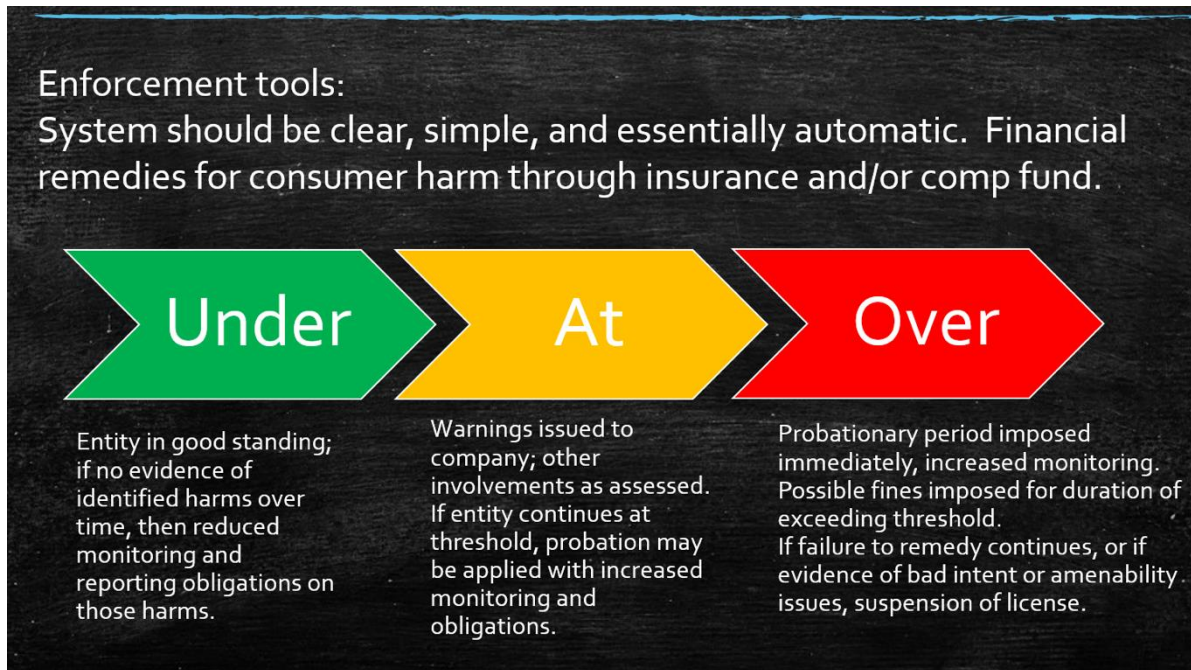 Enforcement tools:
System should be clear, simple, and essentially automatic.  Financial
remedies for consumer harm through insurance and/or comp fund.
Under
At
Over
Entity in good standing;
if no evidence of
identified harms over
time, then reduced
monitoring and
reporting obligations on
those harms.
Warnings issued to
company; other
involvements as assessed.
If entity continues at
threshold, probation may
be applied with increased
monitoring and
obligations.
Probationary period imposed
immediately, increased monitoring.
Possible fines imposed for duration of
exceeding threshold.
If failure to remedy continues, or if
evidence of bad intent or amenability
issues, suspension of license.